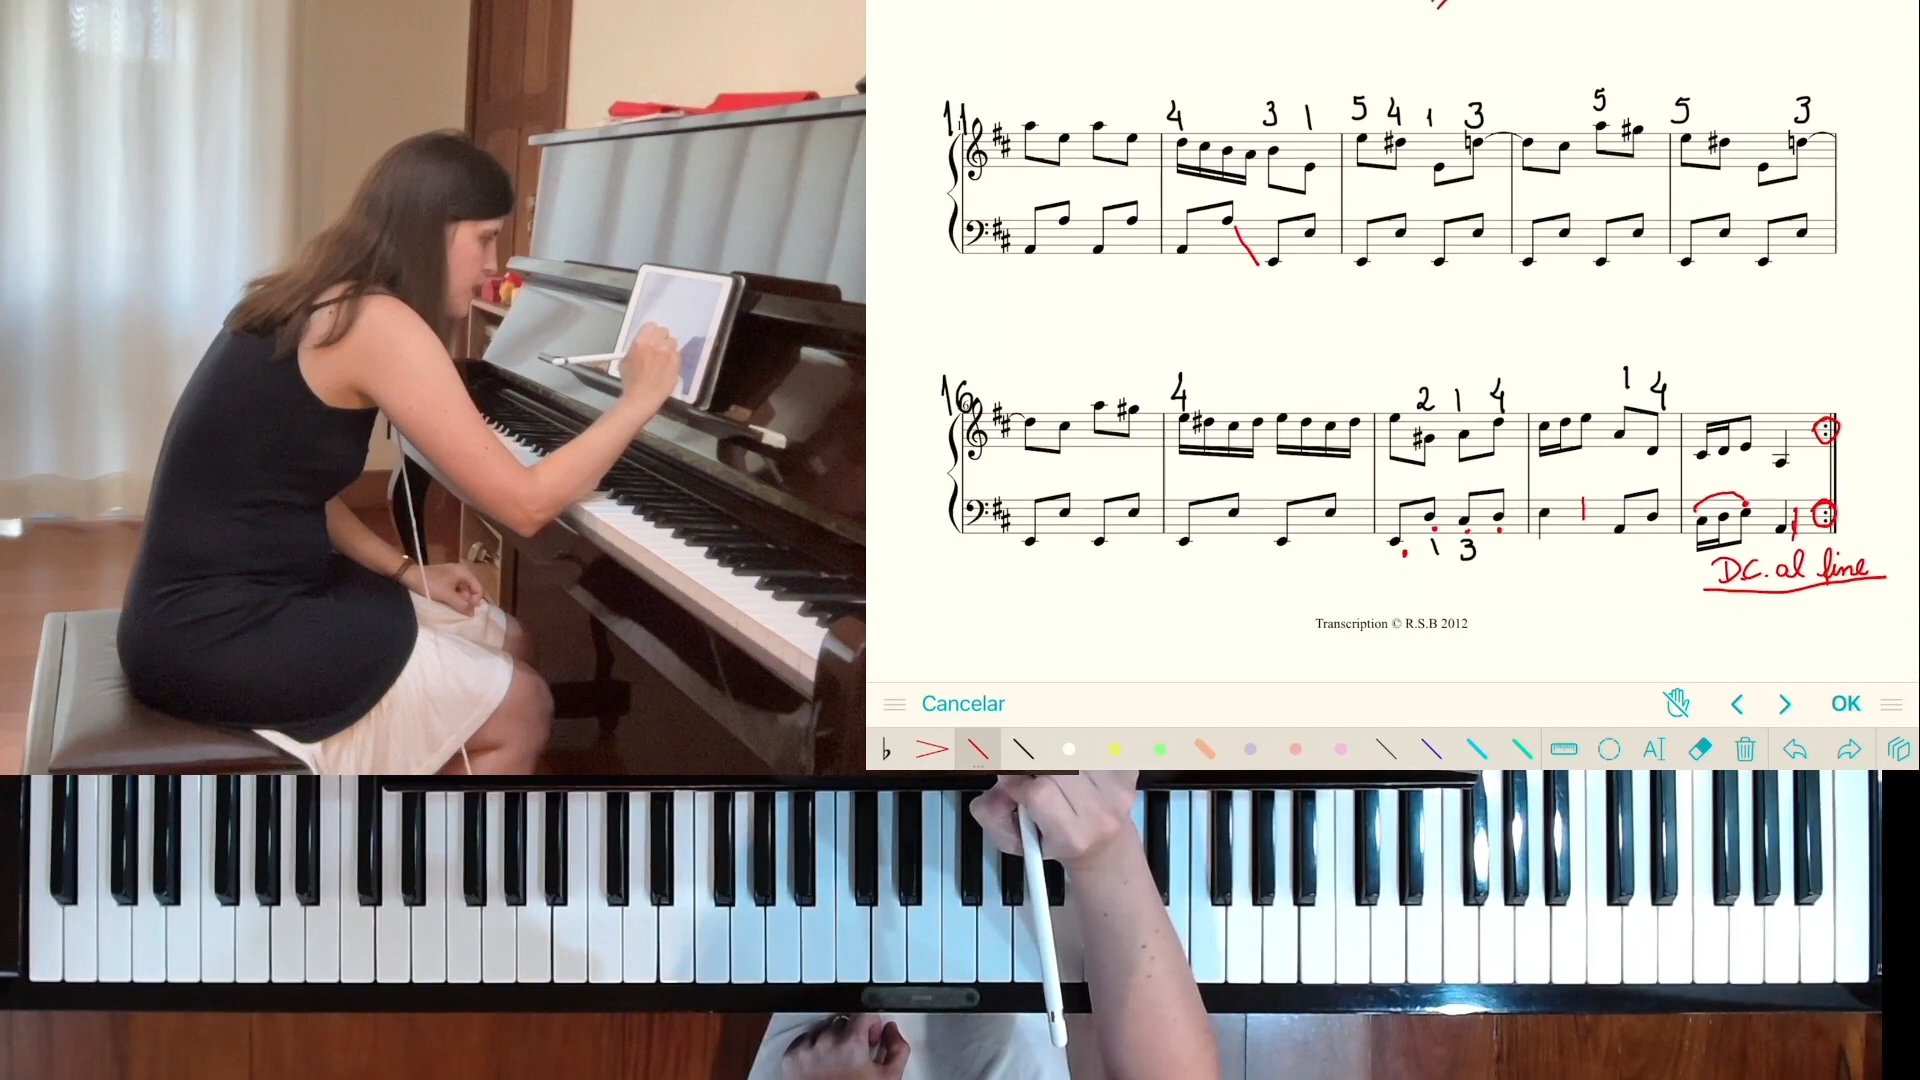 11
4 3 1 5 4 1 3 5 5 3
16
4 2 1 4 1 4
1 3
D.C. al fine
Transcription © R.S.B 2012
Cancelar OK
AI